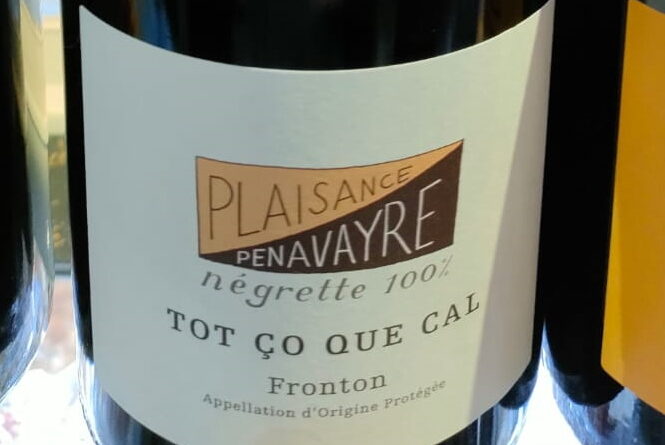 PLAISANCE
PENAVAYRE
négrette 100%
TOT ÇO QUE CAL
Fronton
Appellation d'Origine Protégée